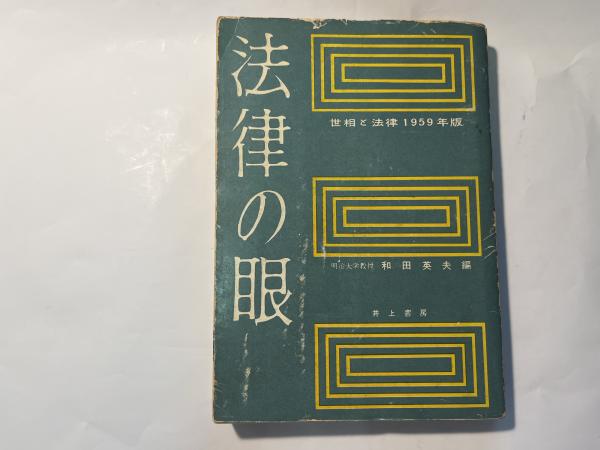 法律の眼
世相と法律1959年版
明治大学教授 和田英夫編
井上書房